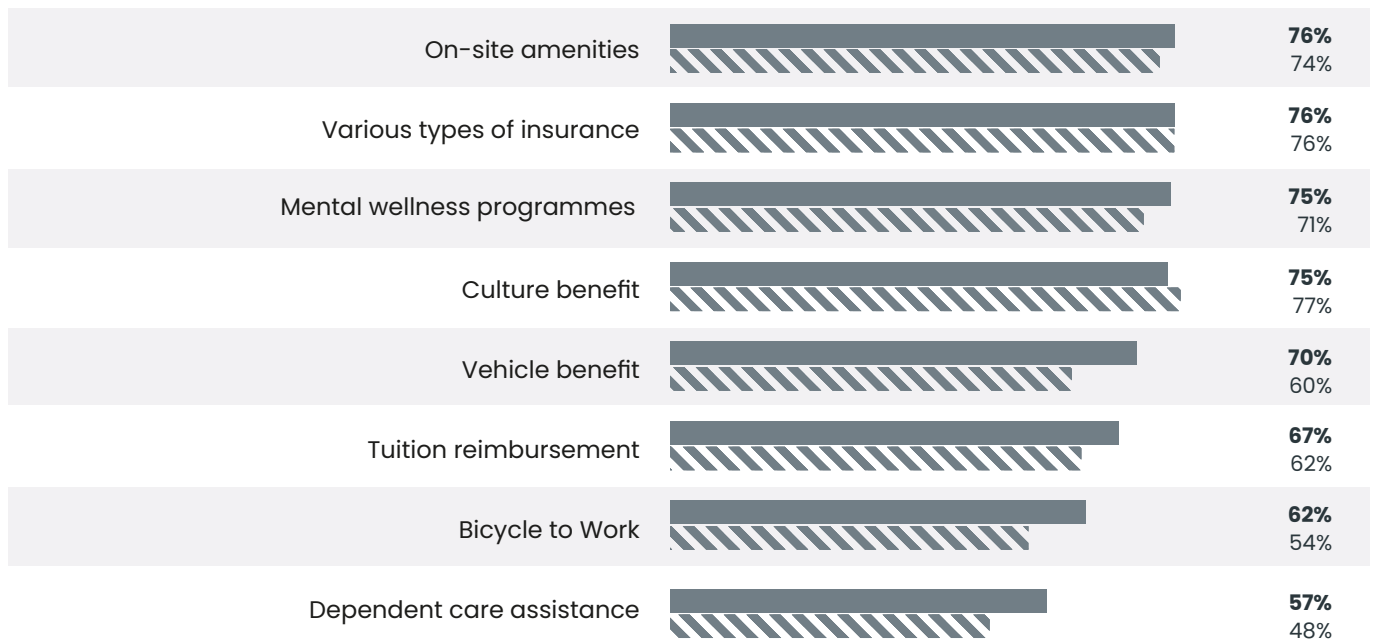 On-site amenities
76%
74%
Various types of insurance
76%
76%
Mental wellness programmes
75%
71%
Culture benefit
75%
77%
Vehicle benefit
70%
60%
Tuition reimbursement
67%
62%
Bicycle to Work
62%
54%
Dependent care assistance
57%
48%